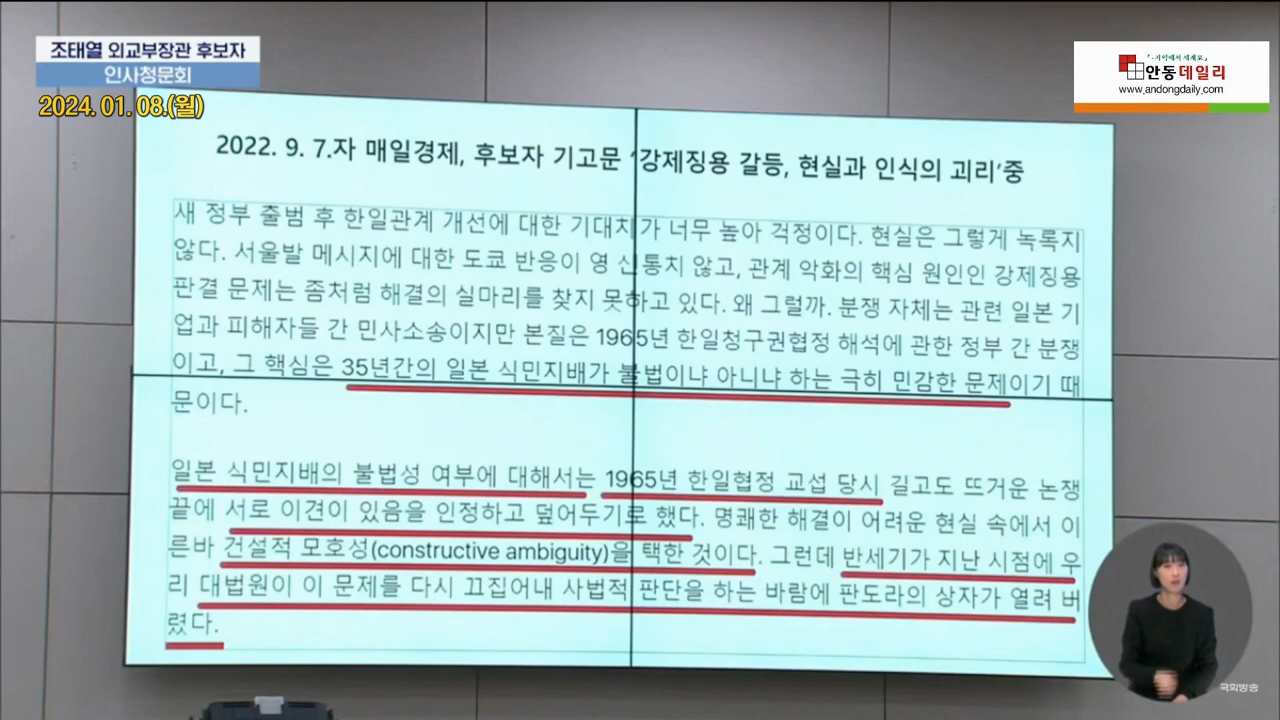 조태열 외교부장관 후보자
인사청문회
2024. 01. 08.(월)
「-지역에서 세계로」
안동데일리
www.andongdaily.com
2022. 9. 7.자 매일경제, 후보자 기고문 '강제징용 갈등, 현실과 인식의 괴리'중
새 정부 출범 후 한일관계 개선에 대한 기대치가 너무 높아 걱정이다. 현실은 그렇게 녹록지
않다. 서울발 메시지에 대한 도쿄 반응이 영 신통치 않고, 관계 악화의 핵심 원인인 강제징용
판결 문제는 좀처럼 해결의 실마리를 찾지 못하고 있다. 왜 그럴까. 분쟁 자체는 관련 일본 기
업과 피해자들 간 민사소송이지만 본질은 1965년 한일청구권협정 해석에 관한 정부 간 분쟁
이고, 그 핵심은 35년간의 일본 식민지배가 불법이냐 아니냐 하는 극히 민감한 문제이기 때
문이다.
일본 식민지배의 불법성 여부에 대해서는 1965년 한일협정 교섭 당시 길고도 뜨거운 논쟁
끝에 서로 이견이 있음을 인정하고 덮어두기로 했다. 명쾌한 해결이 어려운 현실 속에서 이
른바 건설적 모호성(constructive ambiguity)을 택한 것이다. 그런데 반세기가 지난 시점에 우
리 대법원이 이 문제를 다시 끄집어내 사법적 판단을 하는 바람에 판도라의 상자가 열려 버
렸다.
국회방송